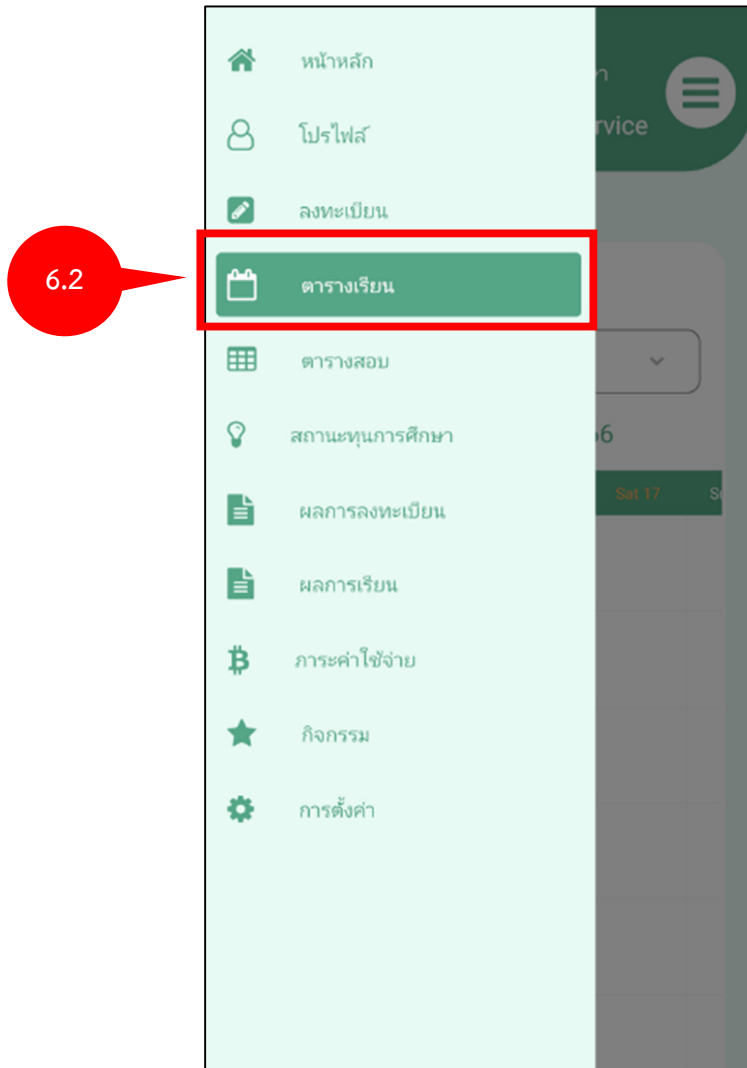 หน้าหลัก
โปรไฟล์
rvice
ลงทะเบียน
6.2
ตารางเรียน
ตารางสอบ
สถานะทุนการศึกษา
Sat 17
ผลการลงทะเบียน
ผลการเรียน
ภาระค่าใช้จ่าย
กิจกรรม
การตั้งค่า